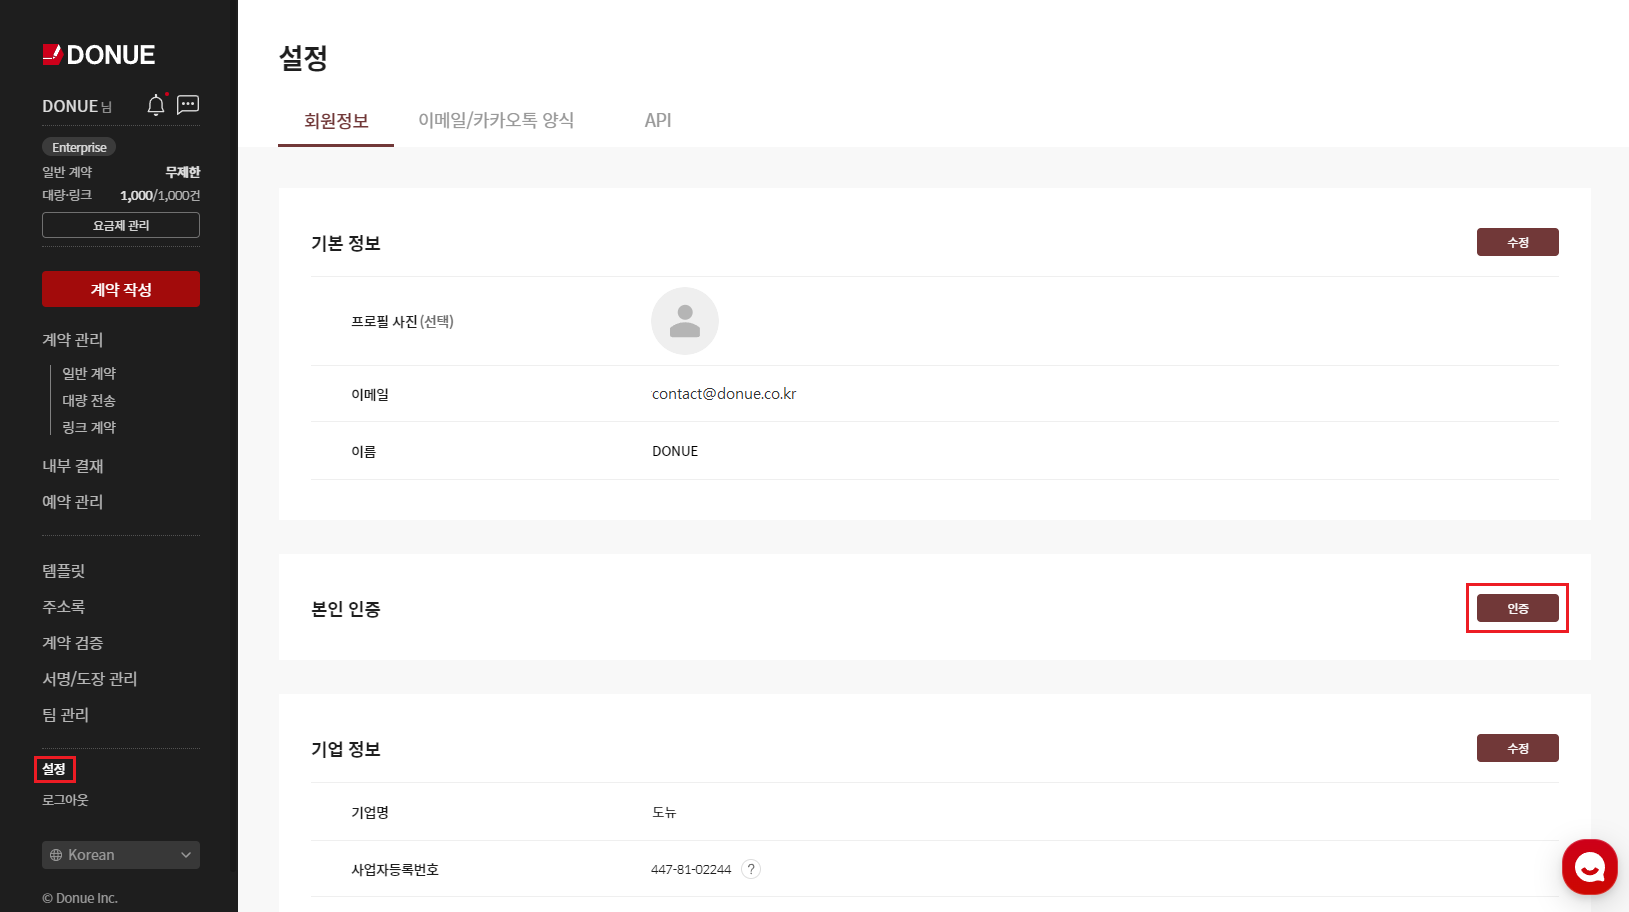 DONUE
DONUE 님
Enterprise
일반 계약 무제한
대량·링크 1,000/1,000건
요금제 관리
계약 작성
계약 관리
일반 계약
대량 전송
링크 계약
내부 결재
예약 관리
템플릿
주소록
계약 검증
서명/도장 관리
팀 관리
설정
로그아웃
Korean
© Donue Inc.
설정
회원정보 이메일/카카오톡 양식 API
기본 정보 수정
프로필 사진 (선택)
이메일 contact@donue.co.kr
이름 DONUE
본인 인증 인증
기업 정보 수정
기업명 도뉴
사업자등록번호 447-81-02244 ?